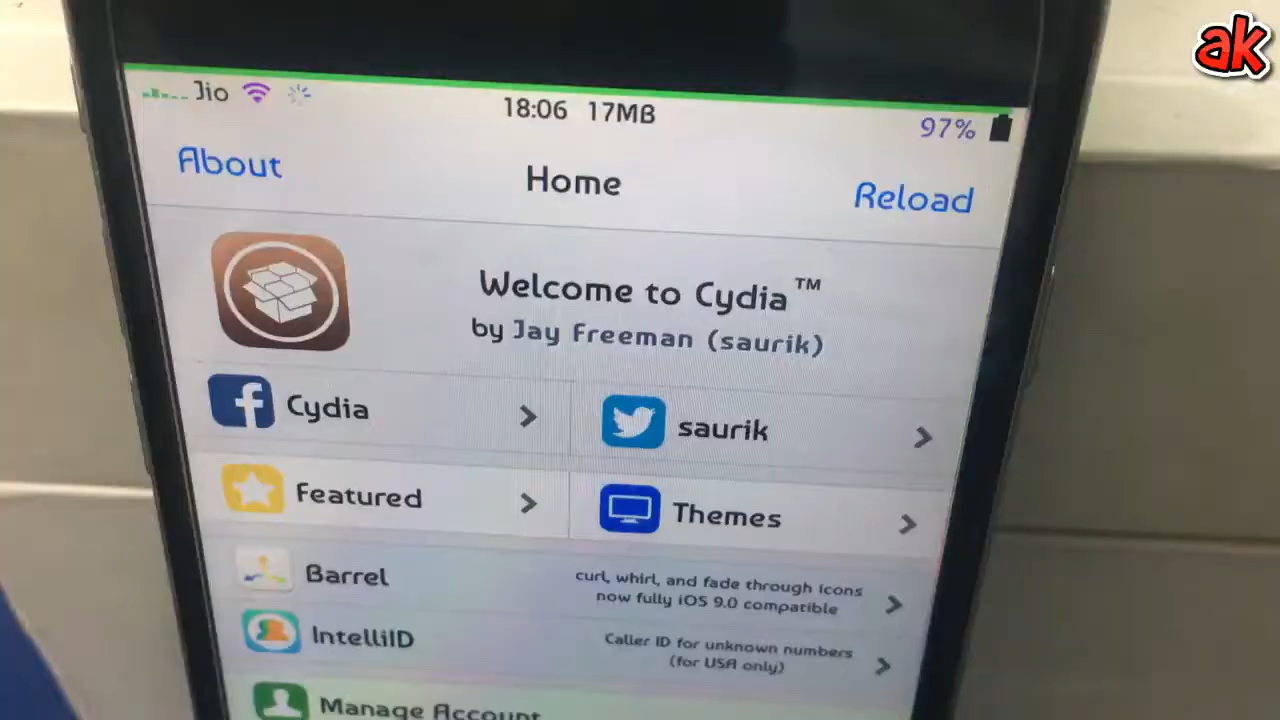 ak
Jio 18:06 17MB 97%
About Home Reload
Welcome to Cydia™
by Jay Freeman (saurik)
Cydia saurik
Featured Themes
Barrel
curl, whirl, and fade through icons
now fully iOS 9.0 compatible
IntelliID
Caller ID for unknown numbers
(for USA only)
Manage Account